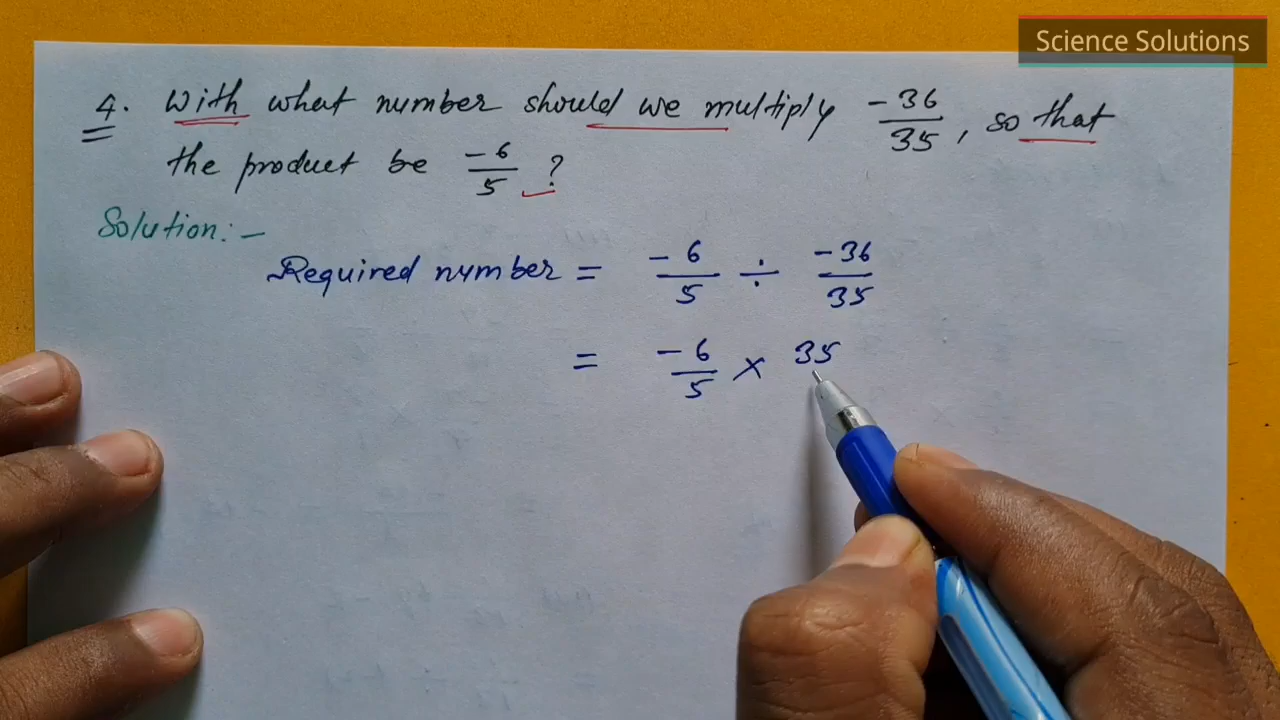 Science Solutions
4. With what number should we multiply -36/35, so that
the product be -6/5 ?
Solution:-
Required number = -6/5 ÷ -36/35
= -6/5 × 35